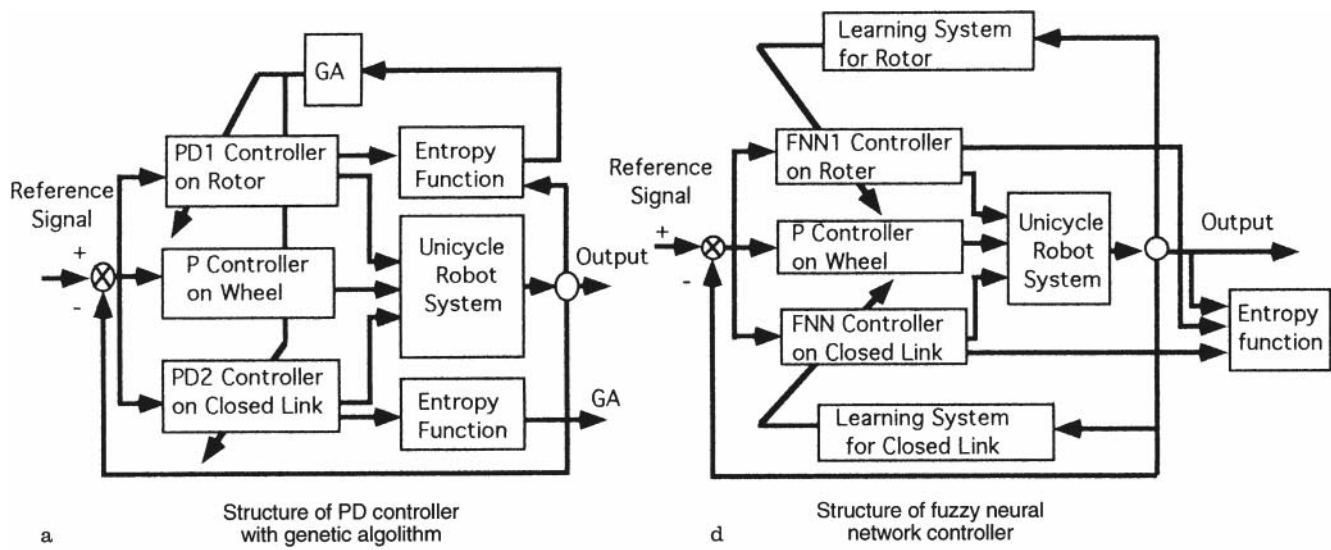 GA
PD1 Controller
on Rotor
Entropy
Function
Reference
Signal
+
-
P Controller
on Wheel
Unicycle
Robot
System
Output
PD2 Controller
on Closed Link
Entropy
Function
GA
Structure of PD controller
with genetic algorithm
a
Learning System
for Rotor
FNN1 Controller
on Roter
Reference
Signal
+
-
P Controller
on Wheel
Unicycle
Robot
System
Output
FNN Controller
on Closed Link
Entropy
function
Learning System
for Closed Link
Structure of fuzzy neural
network controller
d